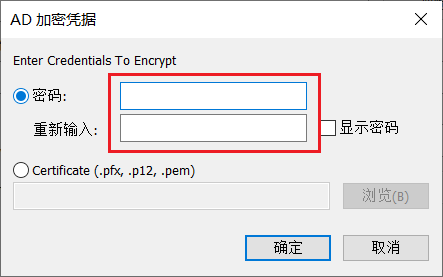 AD 加密凭据
Enter Credentials To Encrypt
密码:
重新输入:
显示密码
Certificate (.pfx, .p12, .pem)
浏览(B)
确定
取消